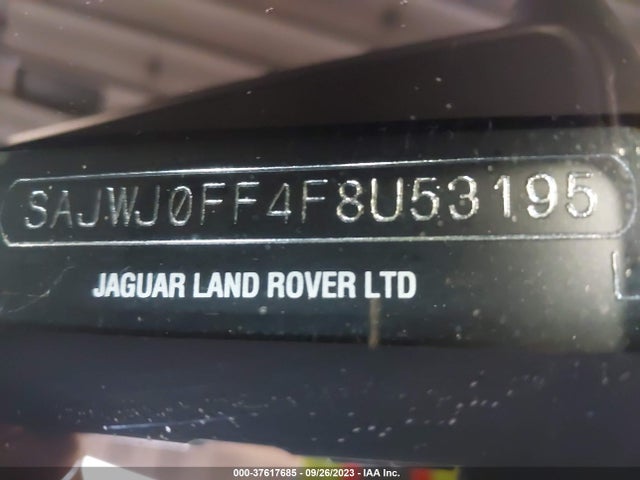 SAJWJ0FF4F8U53195
JAGUAR LAND ROVER LTD
000-37617685 | 09/26/2023 | IAA Inc.